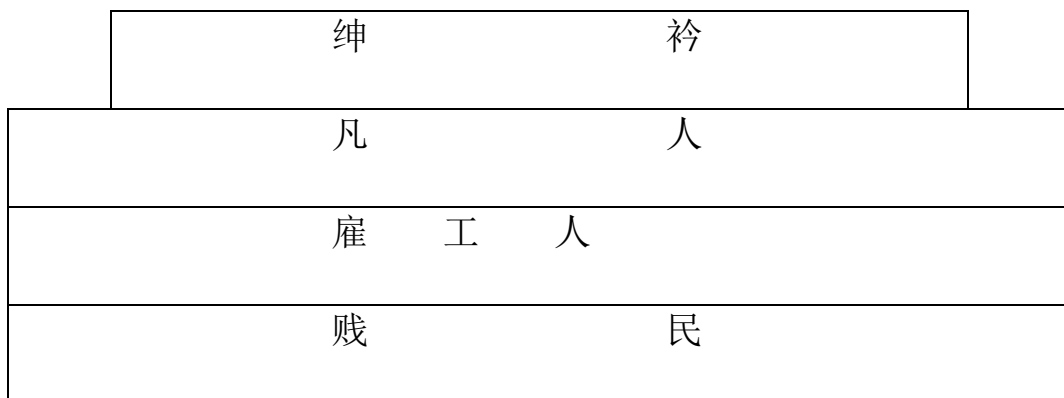 绅 衿
凡 人
雇 工 人
贱 民